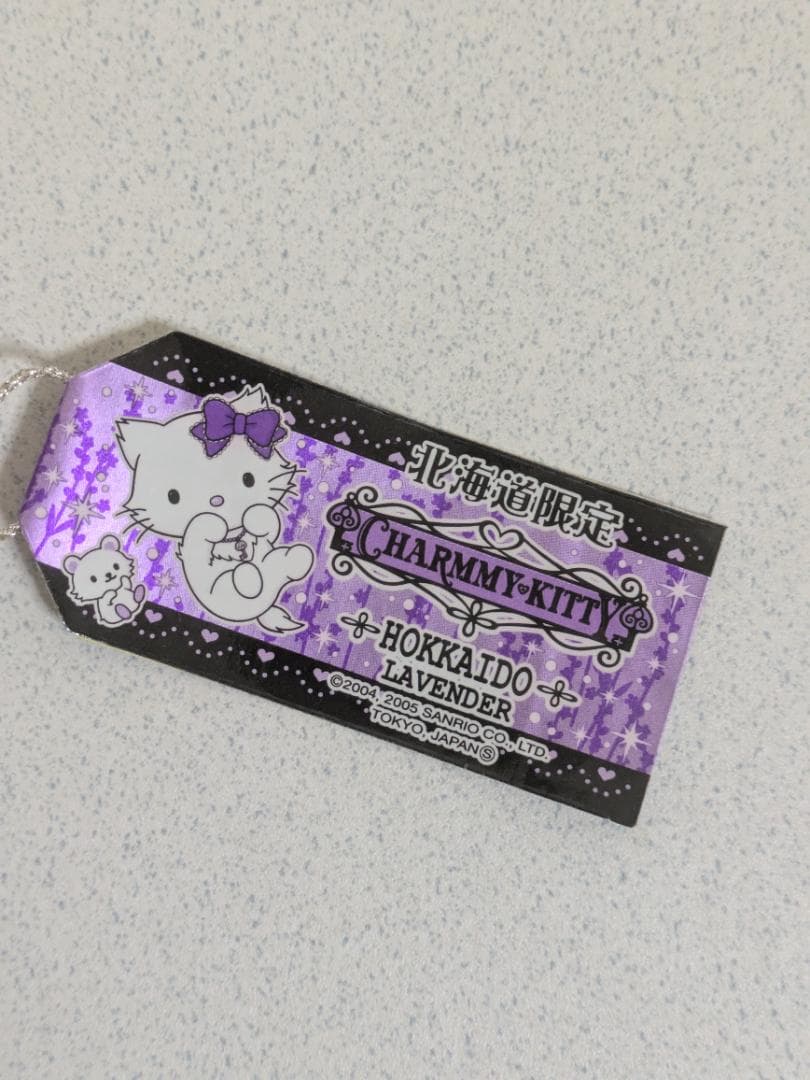 北海道限定
CHARMMY♥KITTY
HOKKAIDO
LAVENDER
©2004, 2005 SANRIO CO., LTD.
TOKYO, JAPAN Ⓢ